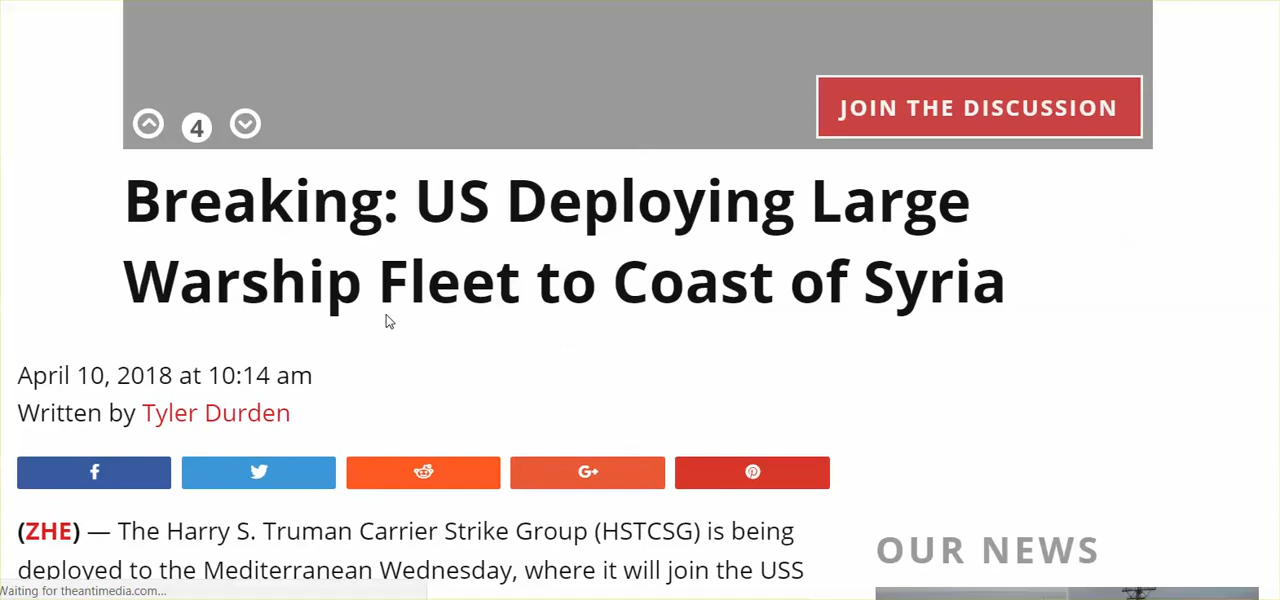 4
JOIN THE DISCUSSION
Breaking: US Deploying Large
Warship Fleet to Coast of Syria
April 10, 2018 at 10:14 am
Written by Tyler Durden
f
G+
(ZHE) — The Harry S. Truman Carrier Strike Group (HSTCSG) is being
deployed to the Mediterranean Wednesday, where it will join the USS
OUR NEWS
Waiting for theantimedia.com...